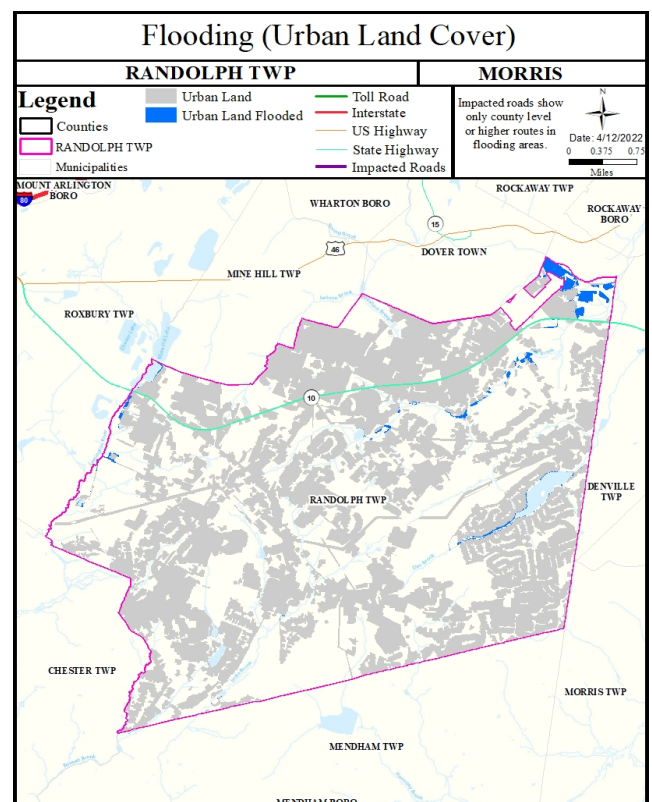 Flooding (Urban Land Cover)
RANDOLPH TWP
MORRIS
Legend
Counties
RANDOLPH TWP
Municipalities
Urban Land
Urban Land Flooded
Toll Road
Interstate
US Highway
State Highway
Impacted Roads
Impacted roads show
only county level
or higher routes in
flooding areas.
N
Date: 4/12/2022
0 0.375 0.75
Miles
MOUNT ARLINGTON
BORO
80
WHARTON BORO
ROCKAWAY TWP
ROCKAWAY
BORO
15
46
DOVER TOWN
MINE HILL TWP
ROXBURY TWP
10
RANDOLPH TWP
DENVILLE
TWP
CHESTER TWP
MORRIS TWP
MENDHAM TWP
MENDHAM BORO